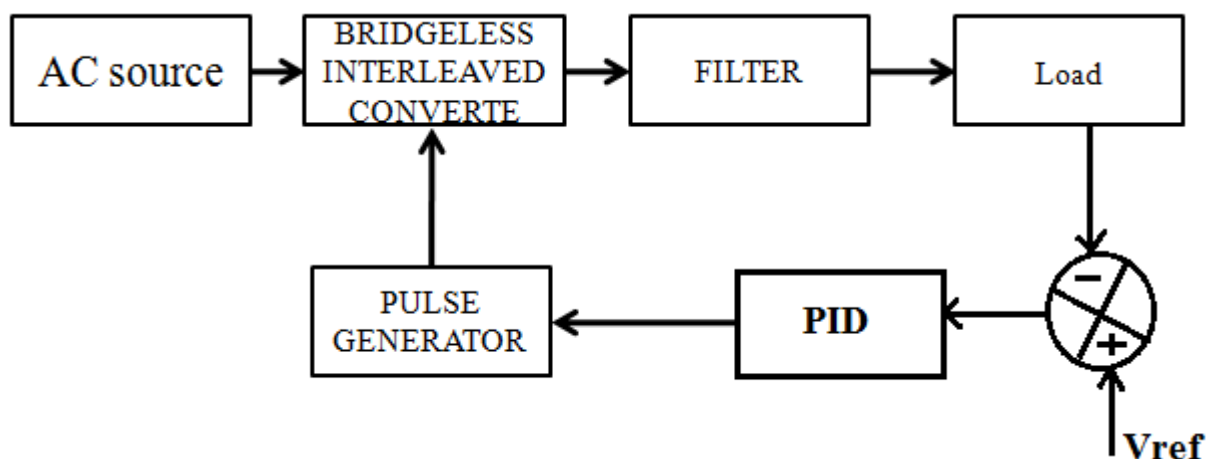 AC source
BRIDGELESS
INTERLEAVED
CONVERTE
FILTER
Load
PULSE
GENERATOR
PID
-
+
Vref